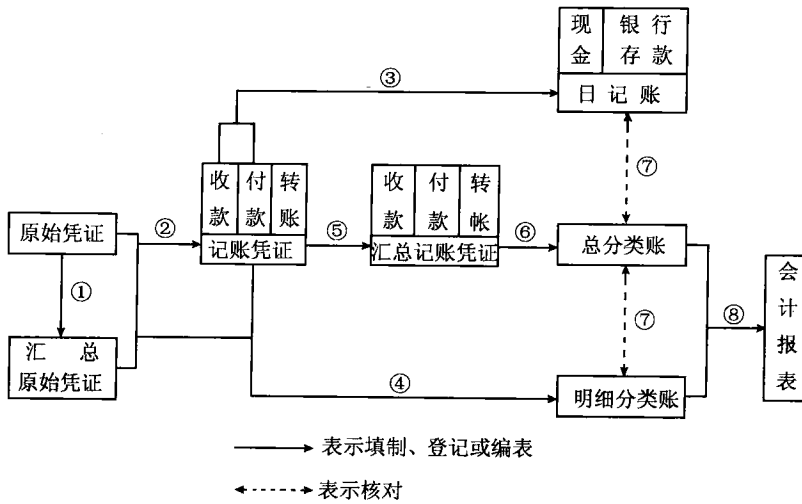 现金
银行存款
日记账
③
⑦
收款
付款
转账
记账凭证
收款
付款
转帐
汇总记账凭证
原始凭证
②
⑤
⑥
总分类账
①
⑦
⑧
会计报表
汇总
原始凭证
④
明细分类账
表示填制、登记或编表
表示核对